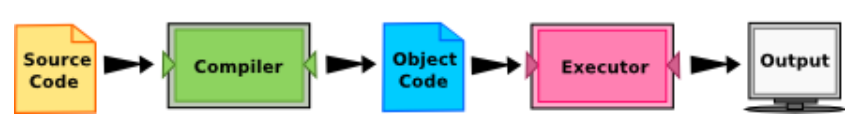 Source
Code
Compiler
Object
Code
Executor
Output